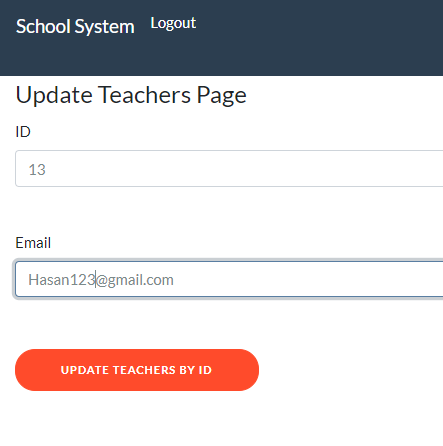 School System Logout
Update Teachers Page
ID
13
Email
Hasan123@gmail.com
UPDATE TEACHERS BY ID